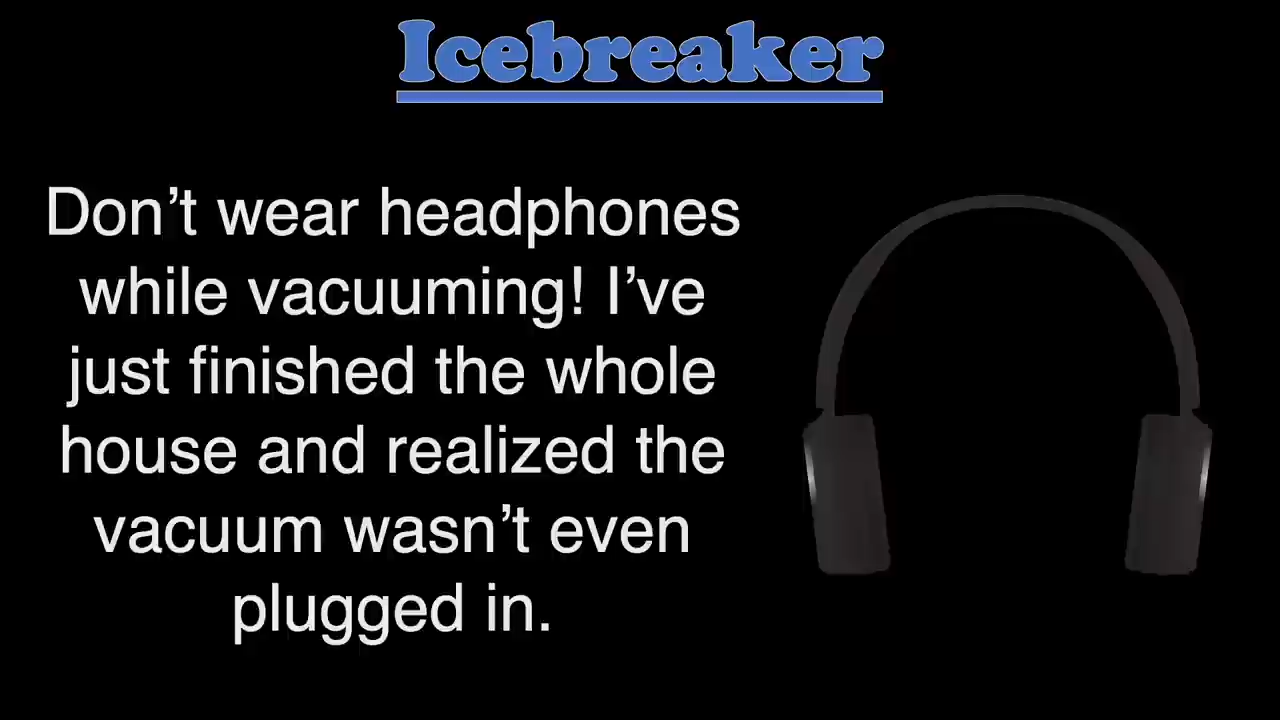 Icebreaker
Don’t wear headphones
while vacuuming! I’ve
just finished the whole
house and realized the
vacuum wasn’t even
plugged in.